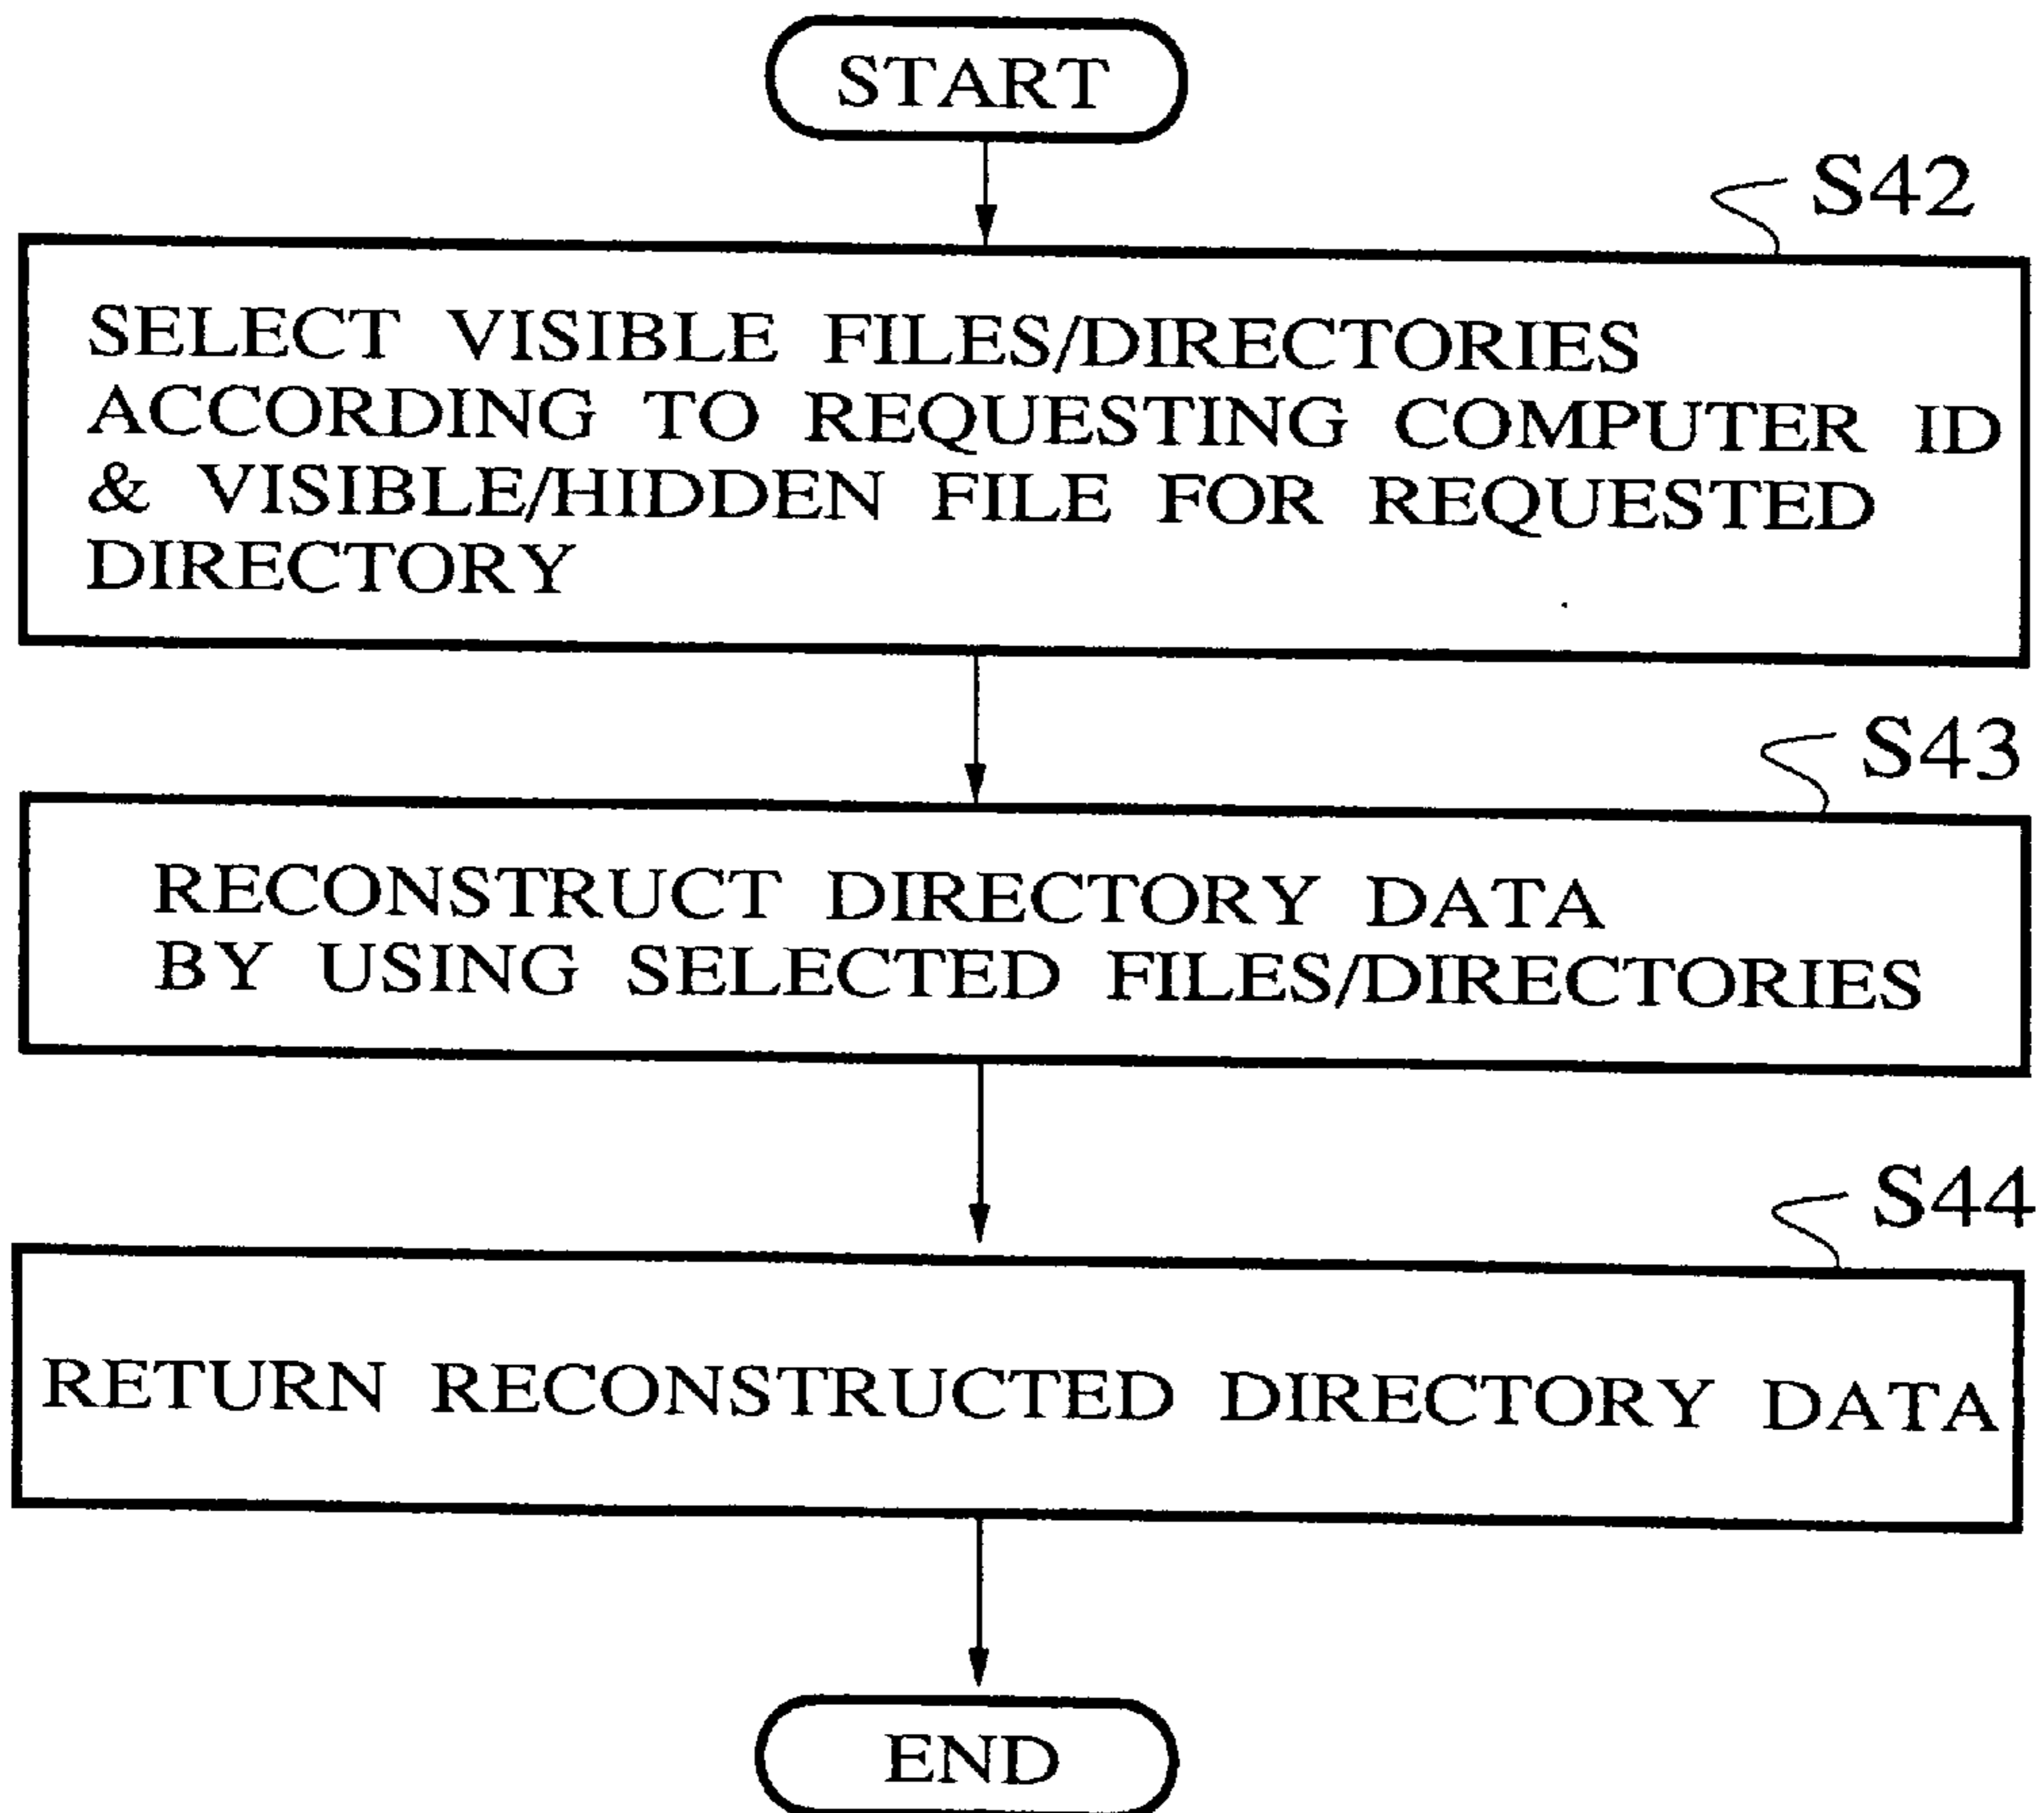 START
S42
SELECT VISIBLE FILES/DIRECTORIES
ACCORDING TO REQUESTING COMPUTER ID
& VISIBLE/HIDDEN FILE FOR REQUESTED
DIRECTORY
S43
RECONSTRUCT DIRECTORY DATA
BY USING SELECTED FILES/DIRECTORIES
S44
RETURN RECONSTRUCTED DIRECTORY DATA
END